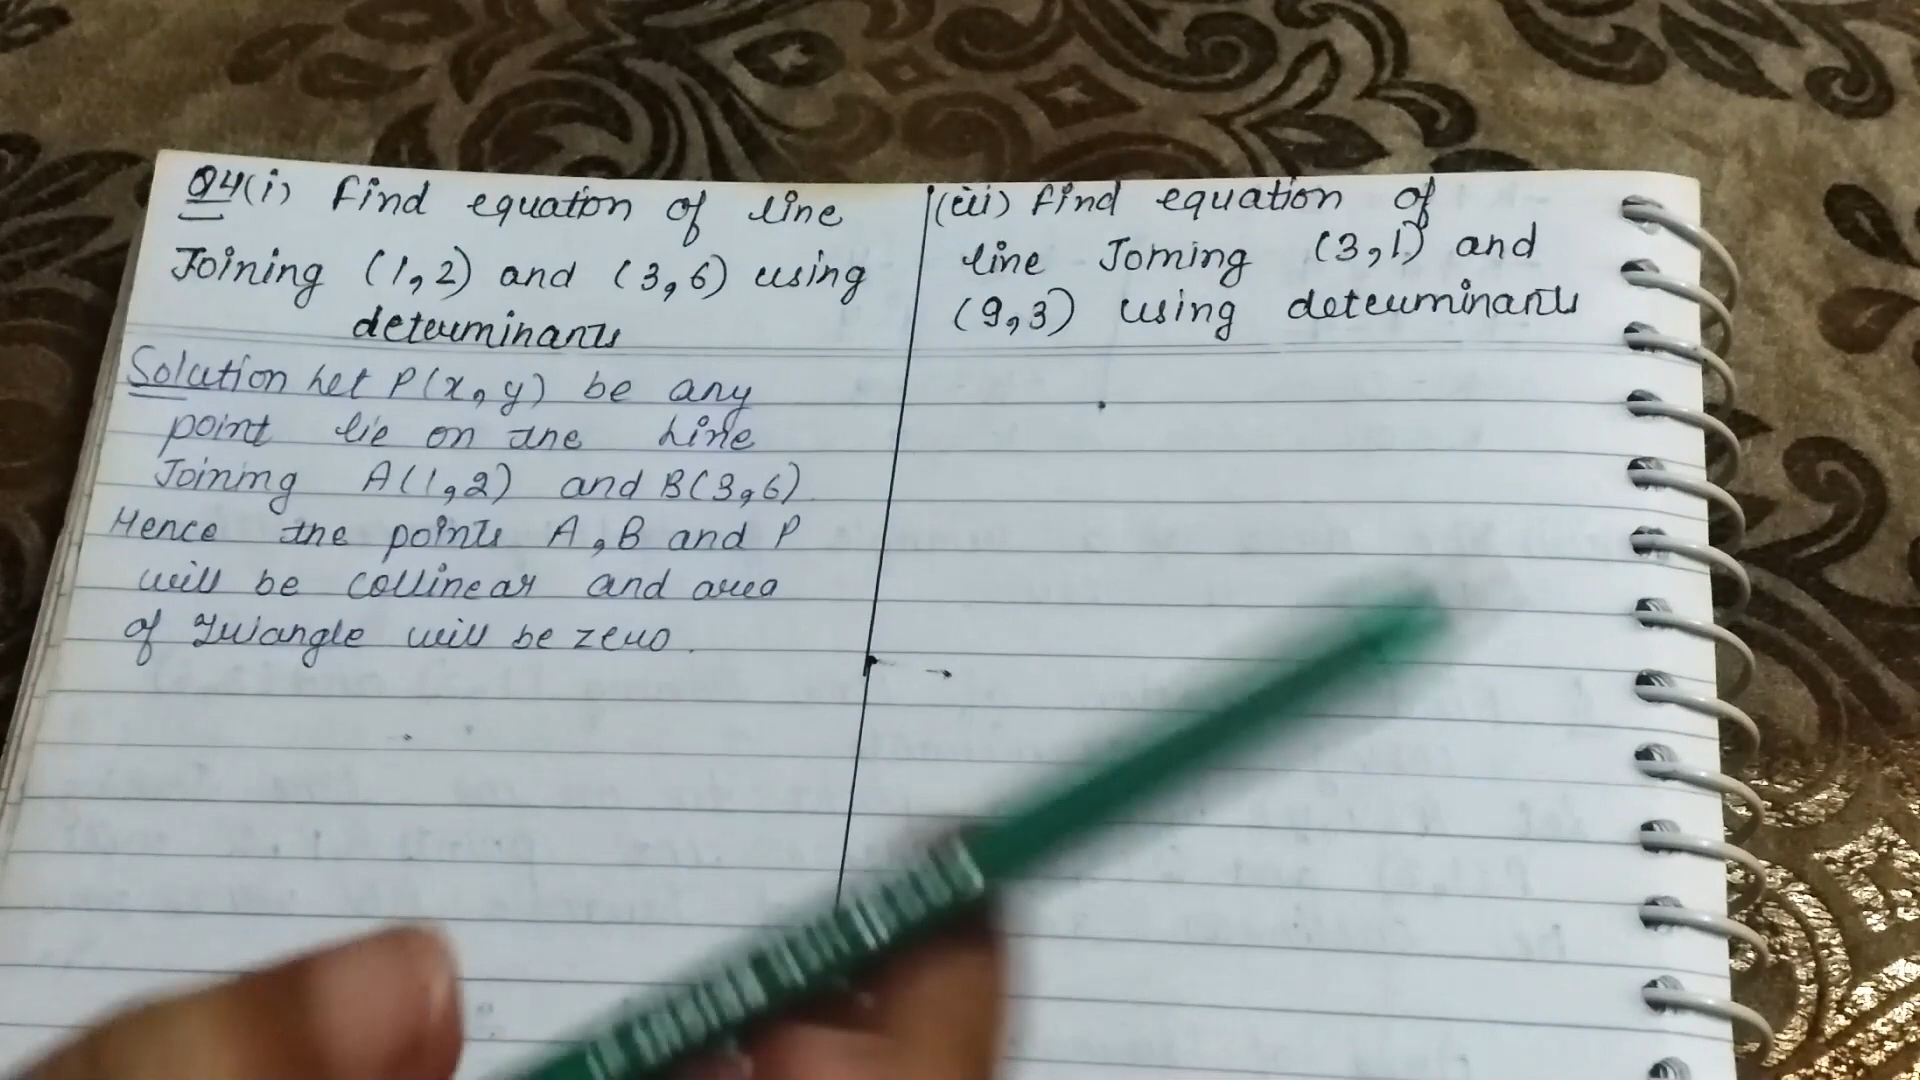 Q4(i) Find equation of line
Joining (1,2) and (3,6) using
determinants
Solution Let P(x,y) be any
point lie on the Line
Joining A(1,2) and B(3,6)
Hence the points A,B and P
will be collinear and area
of Triangle will be zero.
(iii) Find equation of
line Joining (3,1) and
(9,3) using determinants